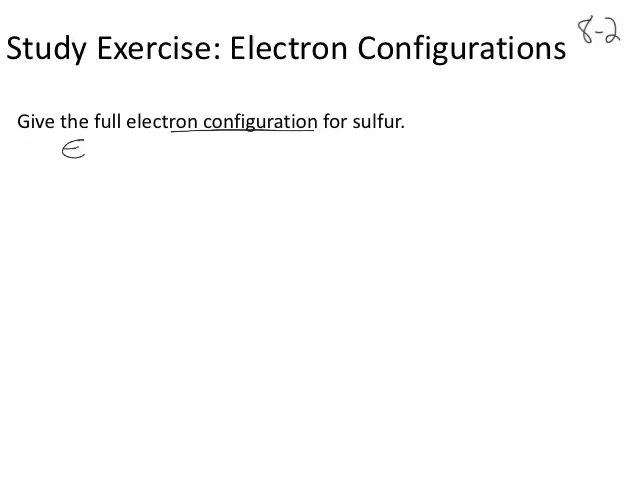 8-2
Study Exercise: Electron Configurations
Give the full electron configuration for sulfur.